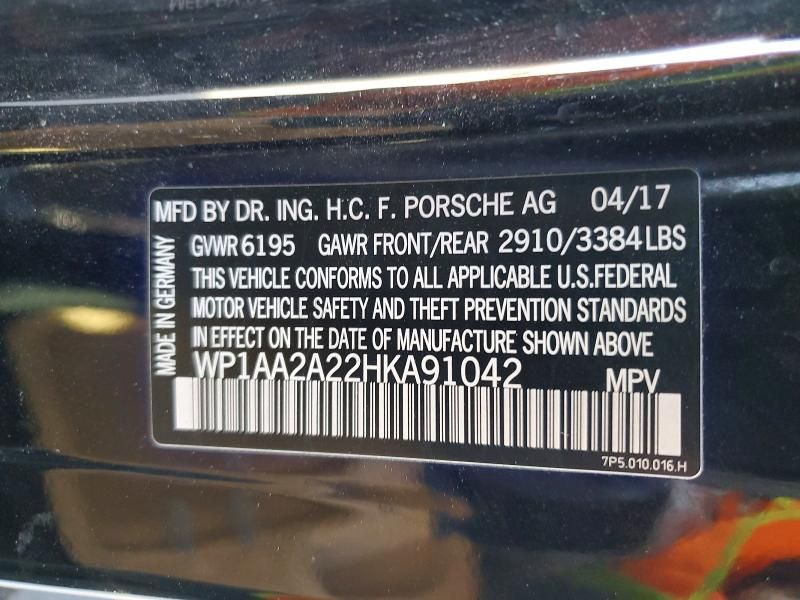 MFD BY DR. ING. H.C. F. PORSCHE AG 04/17
GVWR 6195 GAWR FRONT/REAR 2910/3384LBS
THIS VEHICLE CONFORMS TO ALL APPLICABLE U.S.FEDERAL
MOTOR VEHICLE SAFETY AND THEFT PREVENTION STANDARDS
IN EFFECT ON THE DATE OF MANUFACTURE SHOWN ABOVE
WP1AA2A22HKA91042 MPV
7P5.010.016.H
MADE IN GERMANY